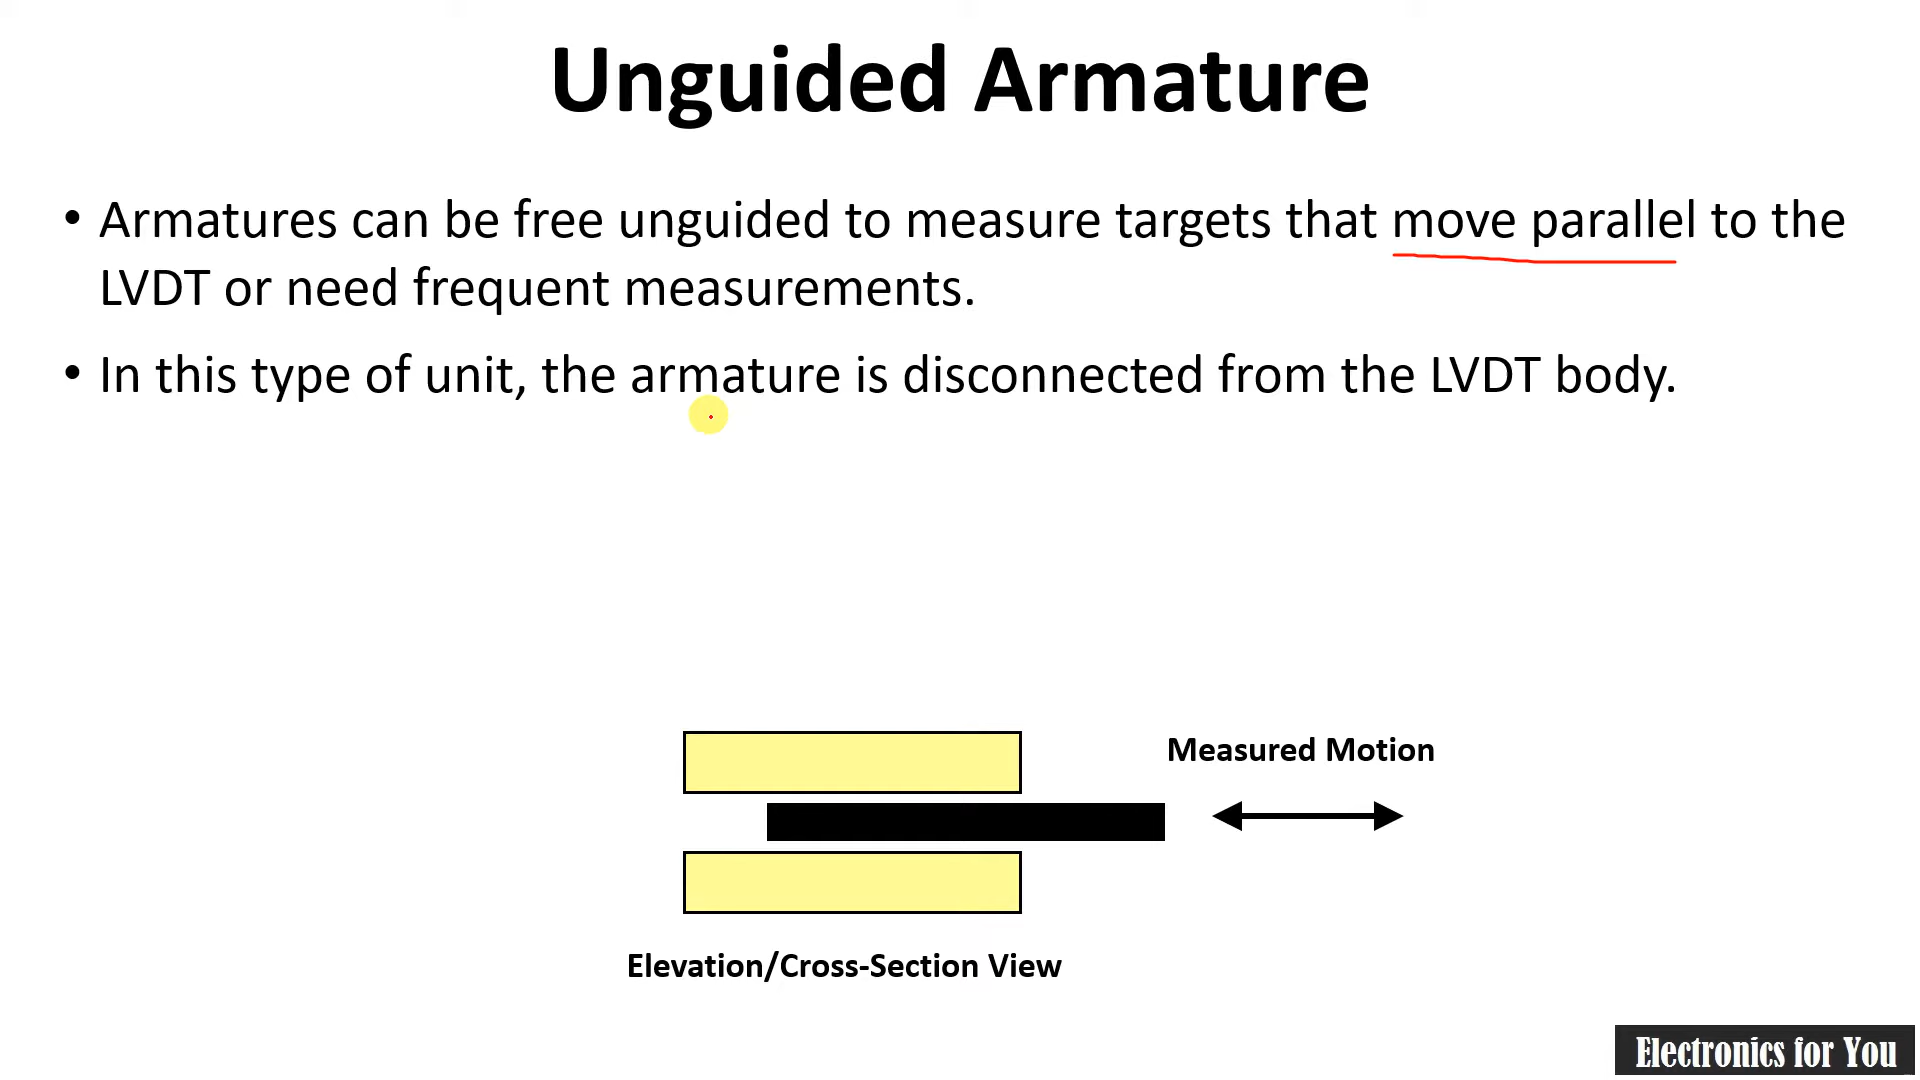 Unguided Armature
• Armatures can be free unguided to measure targets that move parallel to the
LVDT or need frequent measurements.
• In this type of unit, the armature is disconnected from the LVDT body.
Measured Motion
Elevation/Cross-Section View
Electronics for You